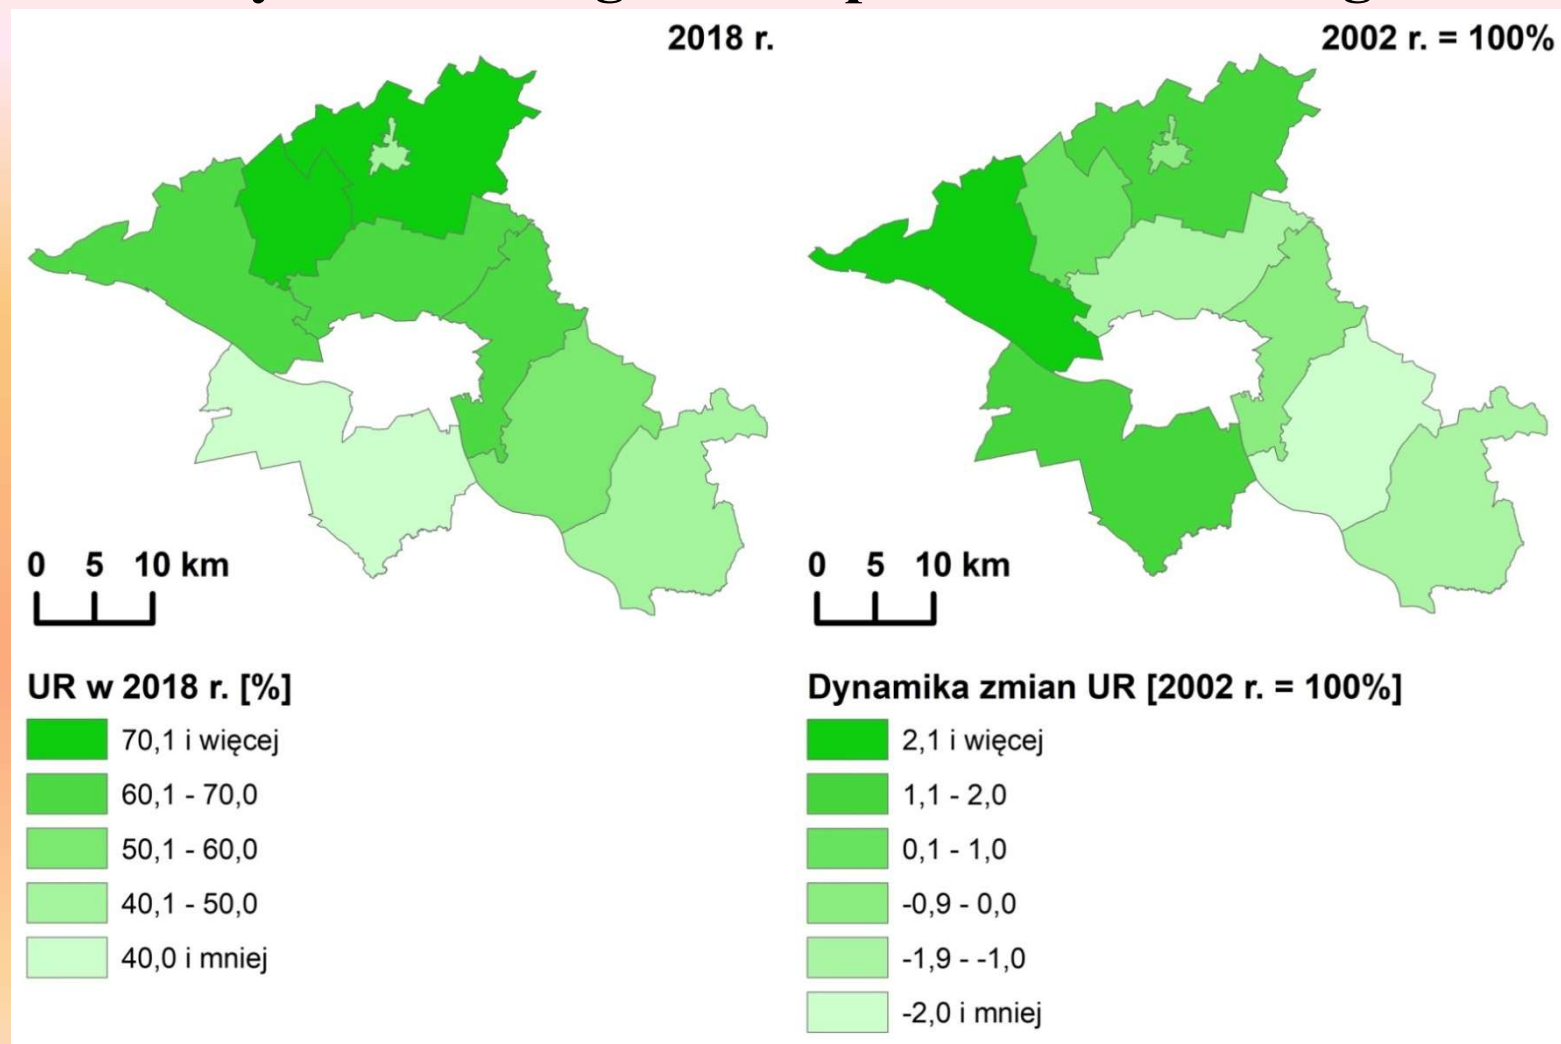 2018 r.
2002 r. = 100%
0 5 10 km
0 5 10 km
UR w 2018 r. [%]
70,1 i więcej
60,1 - 70,0
50,1 - 60,0
40,1 - 50,0
40,0 i mniej
Dynamika zmian UR [2002 r. = 100%]
2,1 i więcej
1,1 - 2,0
0,1 - 1,0
-0,9 - 0,0
-1,9 - -1,0
-2,0 i mniej